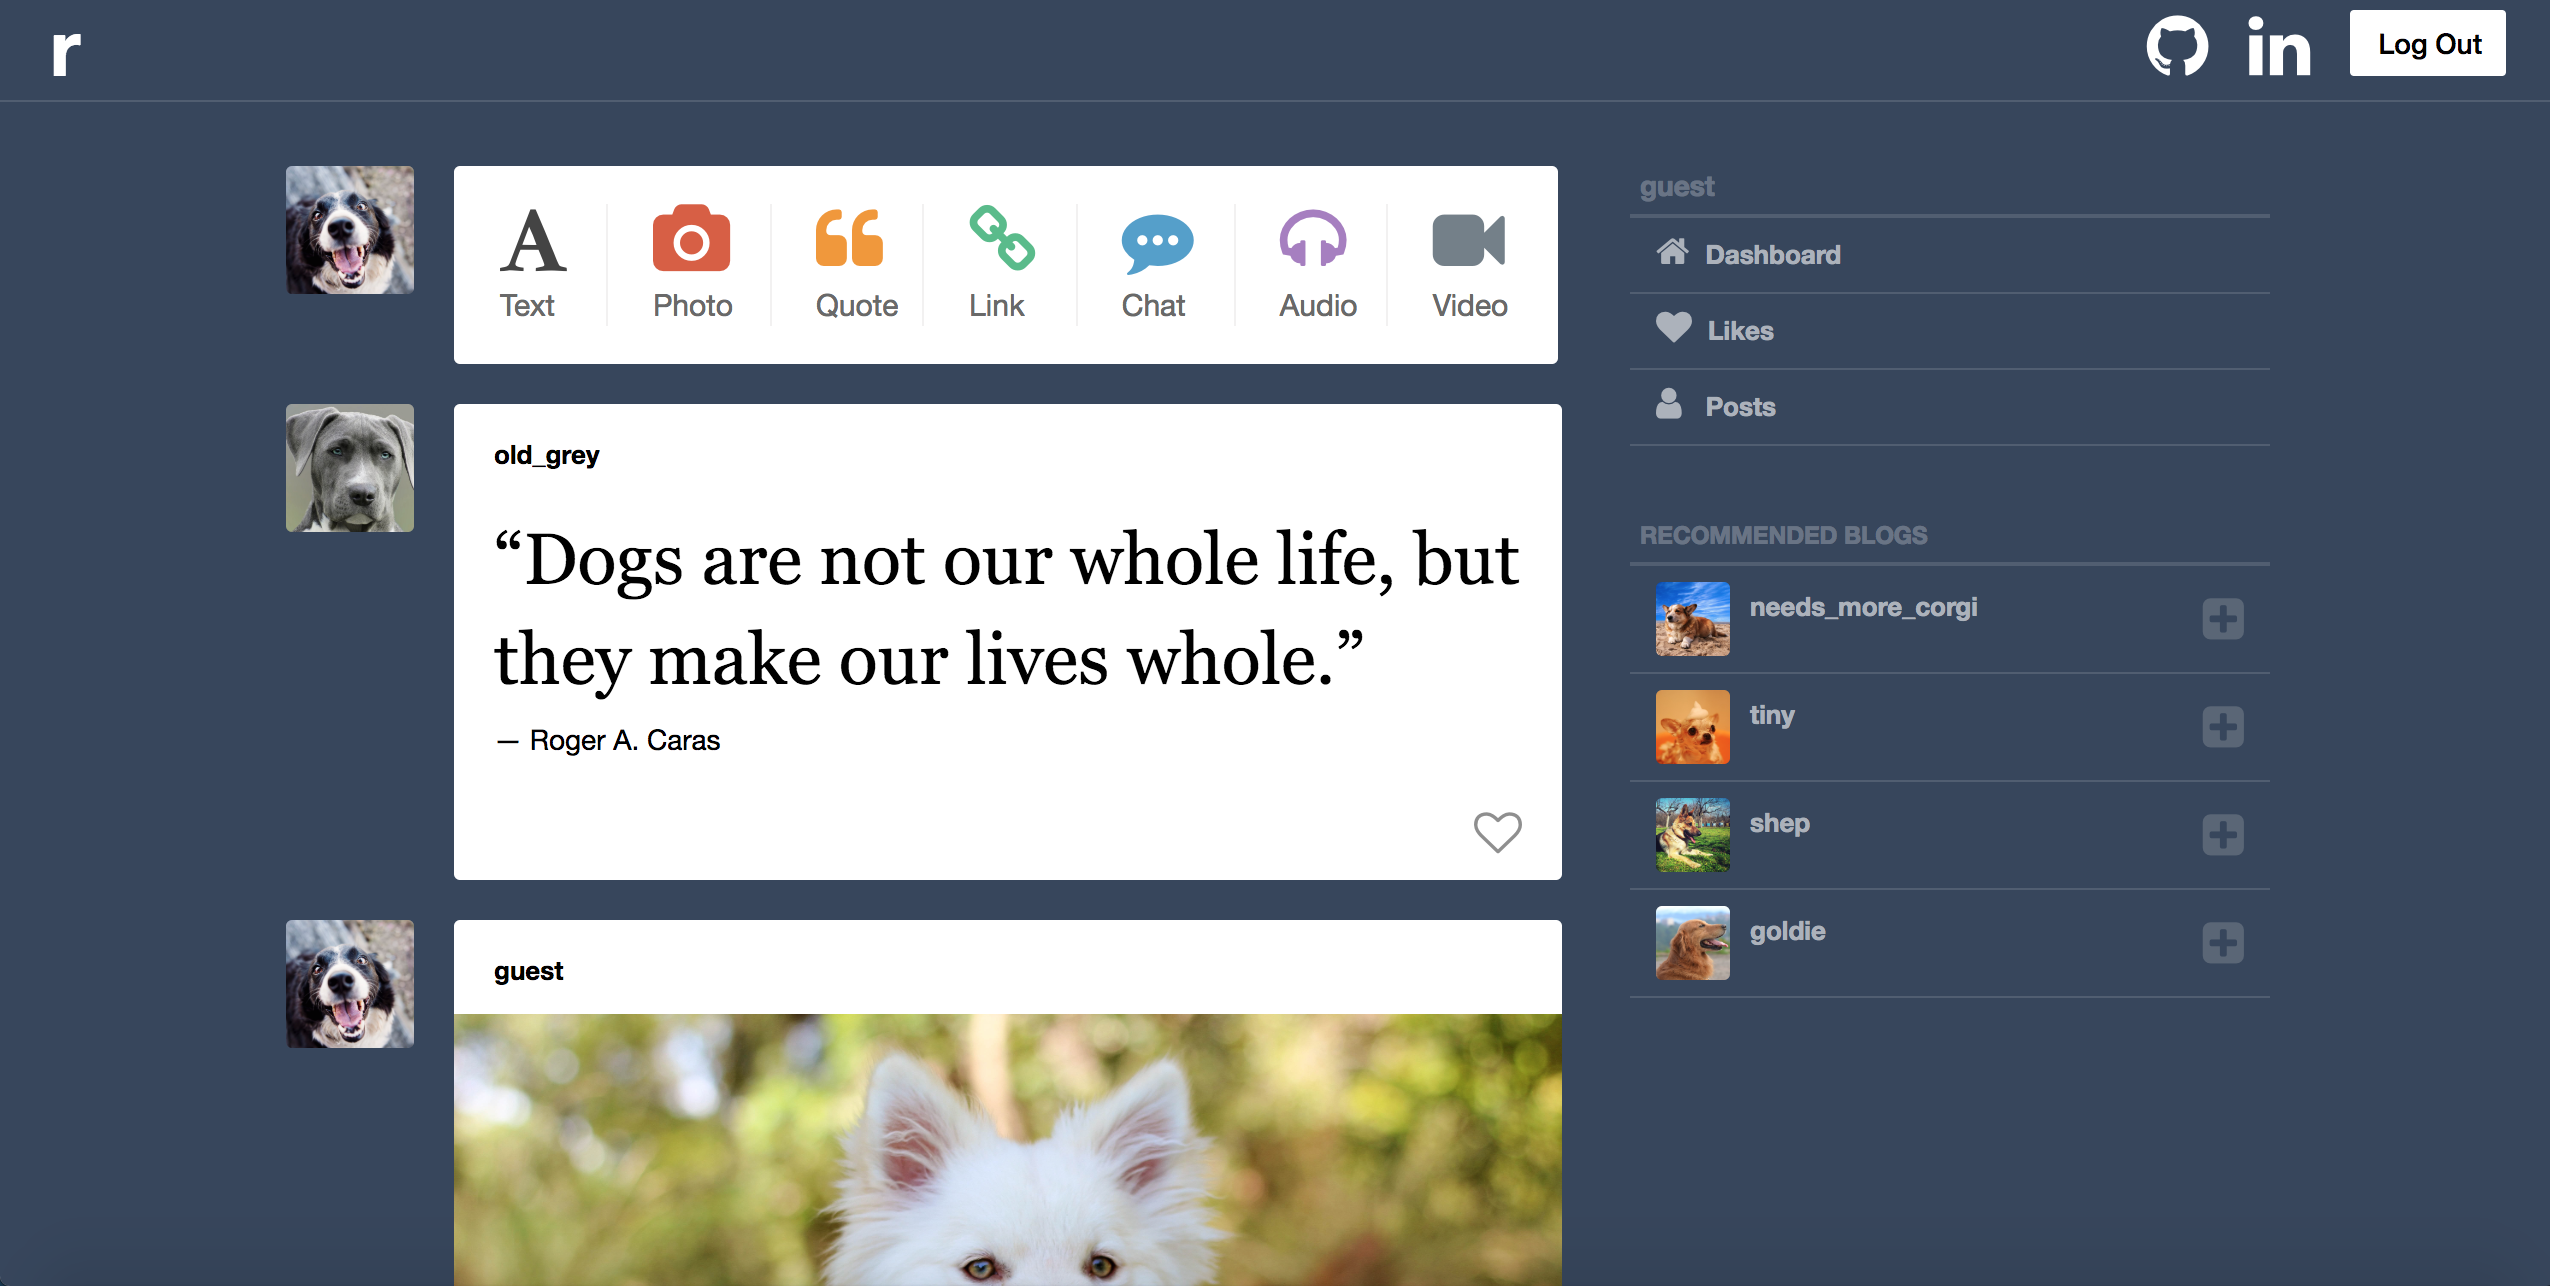 r
in
Log Out
Text Photo Quote Link Chat Audio Video
old_grey
“Dogs are not our whole life, but
they make our lives whole.”
— Roger A. Caras
guest
guest
Dashboard
Likes
Posts
RECOMMENDED BLOGS
needs_more_corgi
tiny
shep
goldie